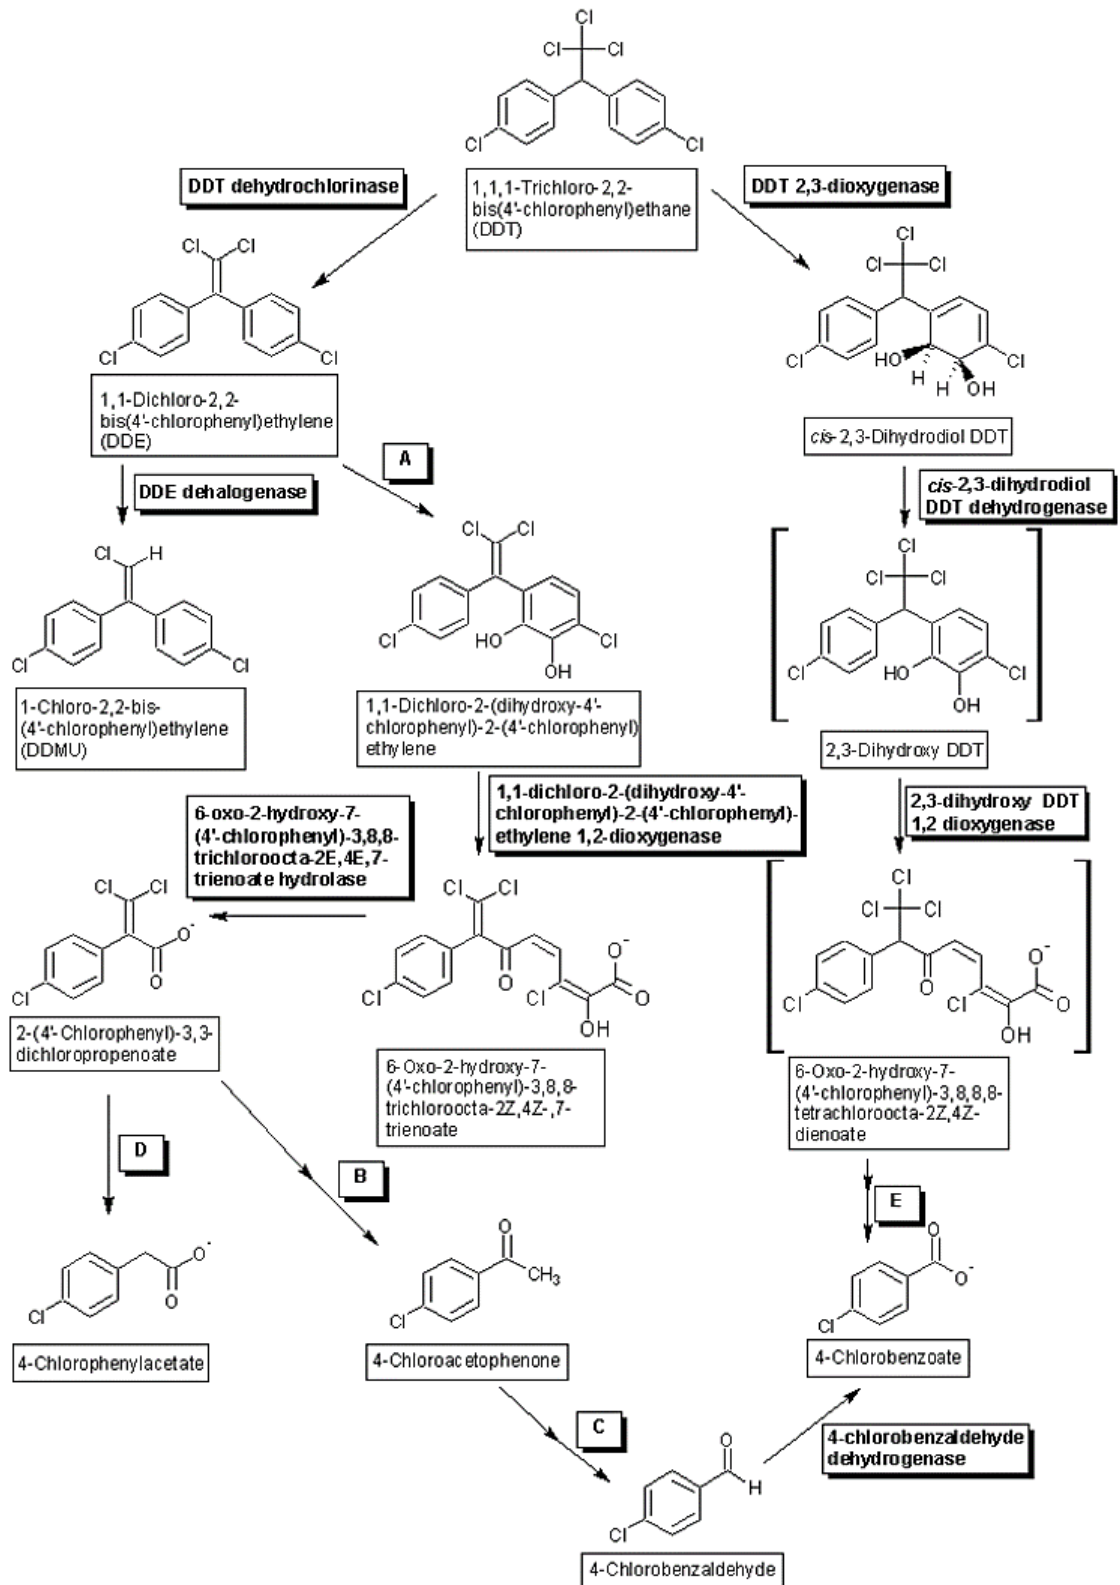 Cl
Cl Cl
Cl Cl
DDT dehydrochlorinase
1,1,1-Trichloro-2,2-
bis(4'-chlorophenyl)ethane
(DDT)
DDT 2,3-dioxygenase
Cl Cl
Cl Cl
1,1-Dichloro-2,2-
bis(4'-chlorophenyl)ethylene
(DDE)
Cl
Cl Cl
Cl Cl
HO H H OH
cis-2,3-Dihydrodiol DDT
A
DDE dehalogenase
cis-2,3-dihydrodiol
DDT dehydrogenase
Cl H
Cl Cl
1-Chloro-2,2-bis-
(4'-chlorophenyl)ethylene
(DDMU)
Cl Cl
Cl Cl
HO
OH
1,1-Dichloro-2-(dihydroxy-4'-
chlorophenyl)-2-(4'-chlorophenyl)
ethylene
Cl
Cl Cl
Cl HO Cl
OH
2,3-Dihydroxy DDT
6-oxo-2-hydroxy-7-
(4'-chlorophenyl)-3,8,8-
trichloroocta-2E,4E,7-
trienoate hydrolase
1,1-dichloro-2-(dihydroxy-4'-
chlorophenyl)-2-(4'-chlorophenyl)-
ethylene 1,2-dioxygenase
2,3-dihydroxy DDT
1,2 dioxygenase
Cl Cl
O-
O
Cl
2-(4'-Chlorophenyl)-3,3-
dichloropropenoate
Cl Cl
O O-
Cl Cl O
OH
6-Oxo-2-hydroxy-7-
(4'-chlorophenyl)-3,8,8-
trichloroocta-2Z,4Z-,7-
trienoate
Cl
Cl Cl
O O-
Cl Cl O
OH
6-Oxo-2-hydroxy-7-
(4'-chlorophenyl)-3,8,8,8-
tetrachloroocta-2Z,4Z-
dienoate
D
B
E
O-
O
Cl
4-Chlorophenylacetate
O
CH3
Cl
4-Chloroacetophenone
O
O-
Cl
4-Chlorobenzoate
C
4-chlorobenzaldehyde
dehydrogenase
O
H
Cl
4-Chlorobenzaldehyde